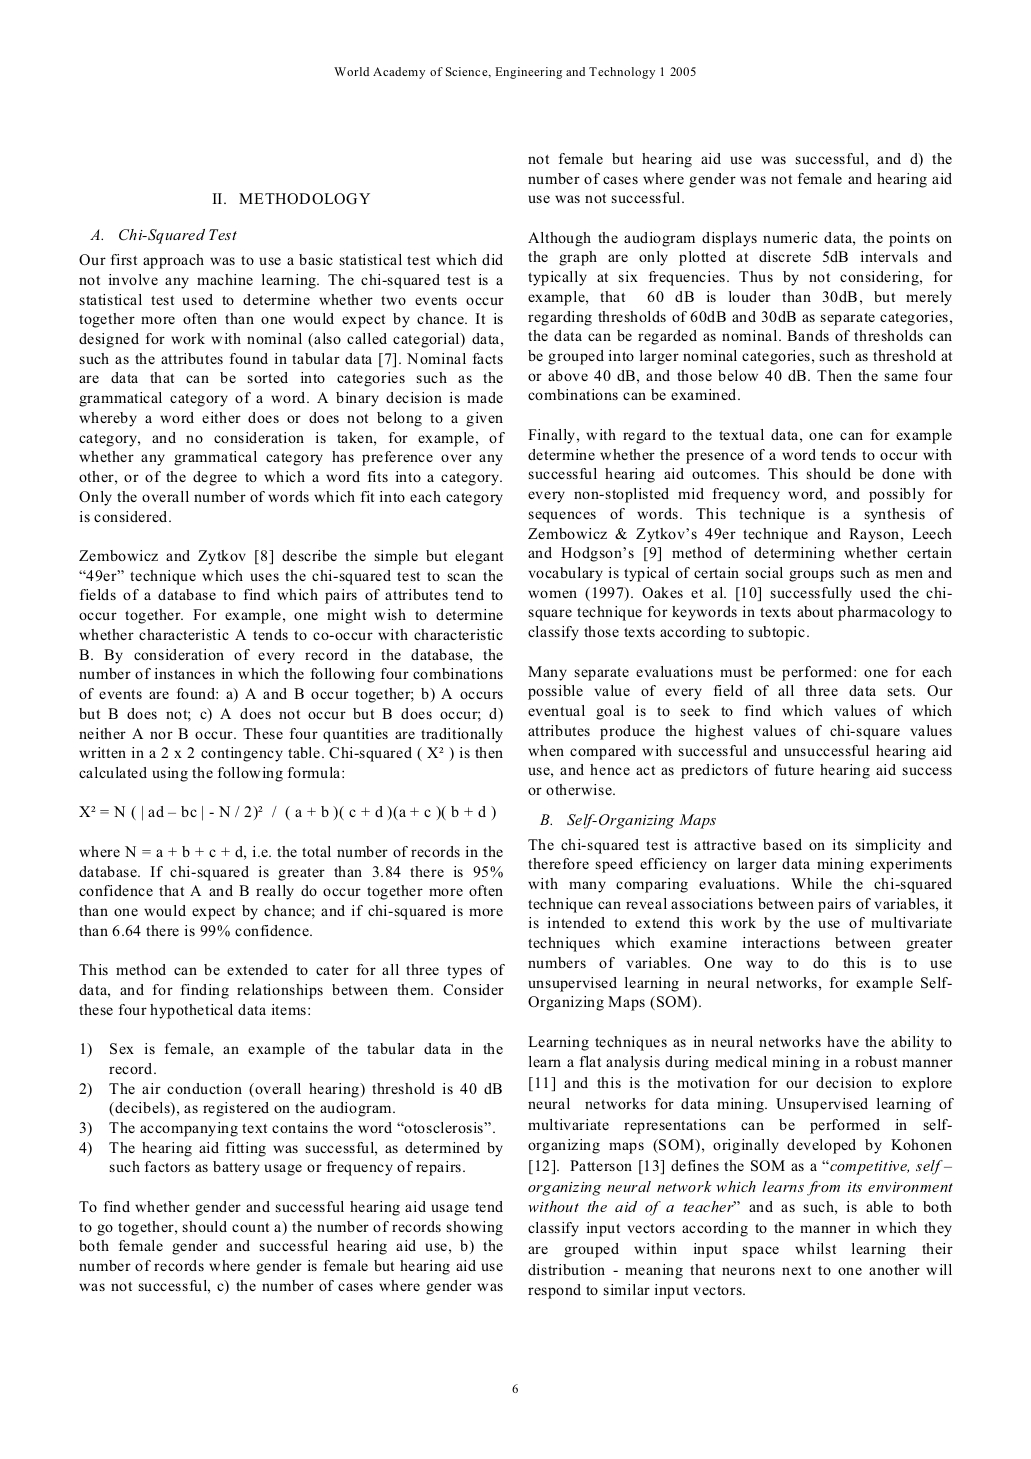 World Academy of Science, Engineering and Technology 1 2005
II. METHODOLOGY
A. Chi-Squared Test
Our first approach was to use a basic statistical test which did
not involve any machine learning. The chi-squared test is a
statistical test used to determine whether two events occur
together more often than one would expect by chance. It is
designed for work with nominal (also called categorial) data,
such as the attributes found in tabular data [7]. Nominal facts
are data that can be sorted into categories such as the
grammatical category of a word. A binary decision is made
whereby a word either does or does not belong to a given
category, and no consideration is taken, for example, of
whether any grammatical category has preference over any
other, or of the degree to which a word fits into a category.
Only the overall number of words which fit into each category
is considered.
Zembowicz and Zytkov [8] describe the simple but elegant
“49er” technique which uses the chi-squared test to scan the
fields of a database to find which pairs of attributes tend to
occur together. For example, one might wish to determine
whether characteristic A tends to co-occur with characteristic
B. By consideration of every record in the database, the
number of instances in which the following four combinations
of events are found: a) A and B occur together; b) A occurs
but B does not; c) A does not occur but B does occur; d)
neither A nor B occur. These four quantities are traditionally
written in a 2 x 2 contingency table. Chi-squared ( X² ) is then
calculated using the following formula:
X² = N ( | ad – bc | - N / 2)² / ( a + b )( c + d )(a + c )( b + d )
where N = a + b + c + d, i.e. the total number of records in the
database. If chi-squared is greater than 3.84 there is 95%
confidence that A and B really do occur together more often
than one would expect by chance; and if chi-squared is more
than 6.64 there is 99% confidence.
This method can be extended to cater for all three types of
data, and for finding relationships between them. Consider
these four hypothetical data items:
1) Sex is female, an example of the tabular data in the
record.
2) The air conduction (overall hearing) threshold is 40 dB
(decibels), as registered on the audiogram.
3) The accompanying text contains the word “otosclerosis”.
4) The hearing aid fitting was successful, as determined by
such factors as battery usage or frequency of repairs.
To find whether gender and successful hearing aid usage tend
to go together, should count a) the number of records showing
both female gender and successful hearing aid use, b) the
number of records where gender is female but hearing aid use
was not successful, c) the number of cases where gender was
not female but hearing aid use was successful, and d) the
number of cases where gender was not female and hearing aid
use was not successful.
Although the audiogram displays numeric data, the points on
the graph are only plotted at discrete 5dB intervals and
typically at six frequencies. Thus by not considering, for
example, that 60 dB is louder than 30dB, but merely
regarding thresholds of 60dB and 30dB as separate categories,
the data can be regarded as nominal. Bands of thresholds can
be grouped into larger nominal categories, such as threshold at
or above 40 dB, and those below 40 dB. Then the same four
combinations can be examined.
Finally, with regard to the textual data, one can for example
determine whether the presence of a word tends to occur with
successful hearing aid outcomes. This should be done with
every non-stoplisted mid frequency word, and possibly for
sequences of words. This technique is a synthesis of
Zembowicz & Zytkov’s 49er technique and Rayson, Leech
and Hodgson’s [9] method of determining whether certain
vocabulary is typical of certain social groups such as men and
women (1997). Oakes et al. [10] successfully used the chi-
square technique for keywords in texts about pharmacology to
classify those texts according to subtopic.
Many separate evaluations must be performed: one for each
possible value of every field of all three data sets. Our
eventual goal is to seek to find which values of which
attributes produce the highest values of chi-square values
when compared with successful and unsuccessful hearing aid
use, and hence act as predictors of future hearing aid success
or otherwise.
B. Self-Organizing Maps
The chi-squared test is attractive based on its simplicity and
therefore speed efficiency on larger data mining experiments
with many comparing evaluations. While the chi-squared
technique can reveal associations between pairs of variables, it
is intended to extend this work by the use of multivariate
techniques which examine interactions between greater
numbers of variables. One way to do this is to use
unsupervised learning in neural networks, for example Self-
Organizing Maps (SOM).
Learning techniques as in neural networks have the ability to
learn a flat analysis during medical mining in a robust manner
[11] and this is the motivation for our decision to explore
neural networks for data mining. Unsupervised learning of
multivariate representations can be performed in self-
organizing maps (SOM), originally developed by Kohonen
[12]. Patterson [13] defines the SOM as a “competitive, self –
organizing neural network which learns from its environment
without the aid of a teacher” and as such, is able to both
classify input vectors according to the manner in which they
are grouped within input space whilst learning their
distribution - meaning that neurons next to one another will
respond to similar input vectors.
6